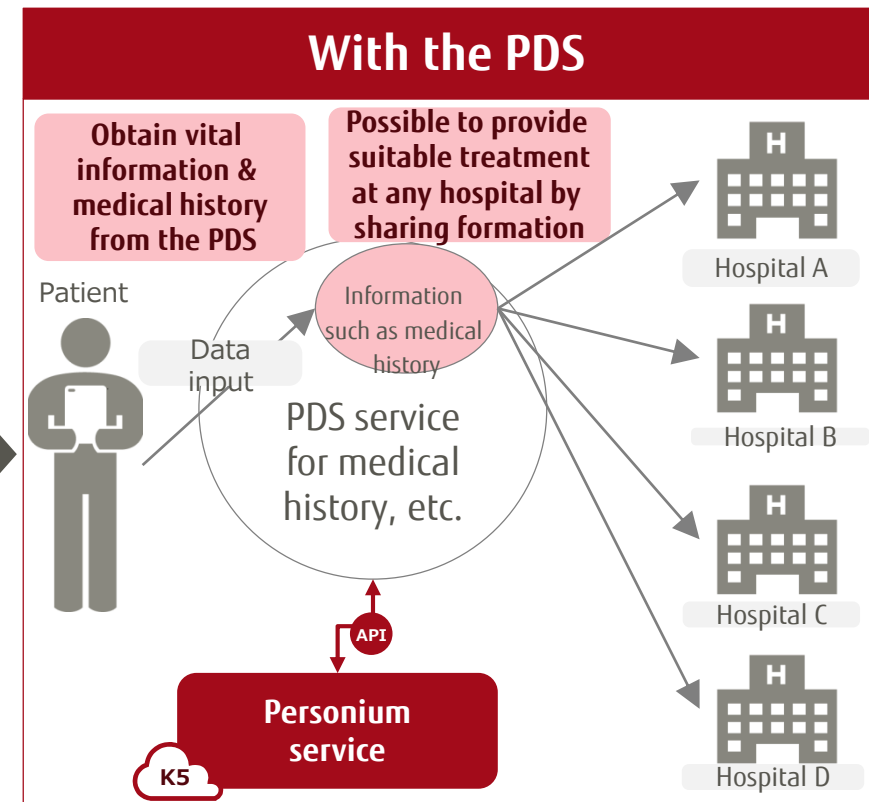 With the PDS
Obtain vital
information &
medical history
from the PDS
Possible to provide
suitable treatment
at any hospital by
sharing formation
Patient
Data
input
Information
such as medical
history
PDS service
for medical
history, etc.
API
Personium
service
K5
H
Hospital A
H
Hospital B
H
Hospital C
H
Hospital D